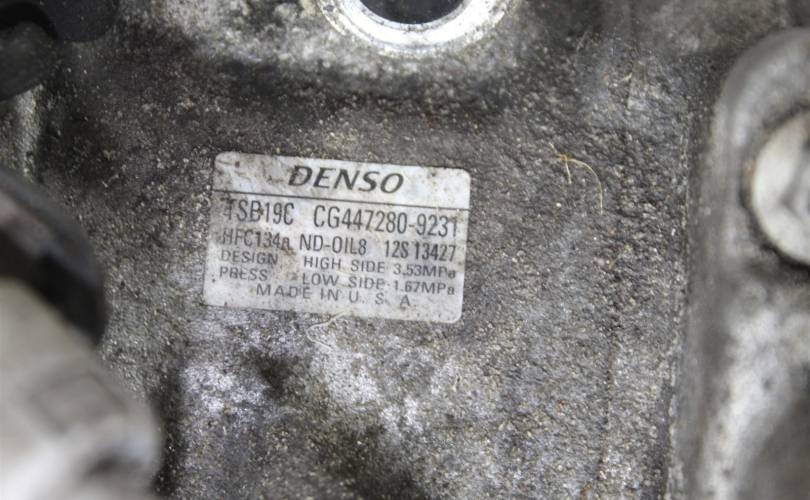 DENSO
TSB19C CG447280-9231
HFC134a ND-OIL8 12S 13427
DESIGN HIGH SIDE 3.53MPa
PRESS LOW SIDE 1.67MPa
MADE IN U.S.A